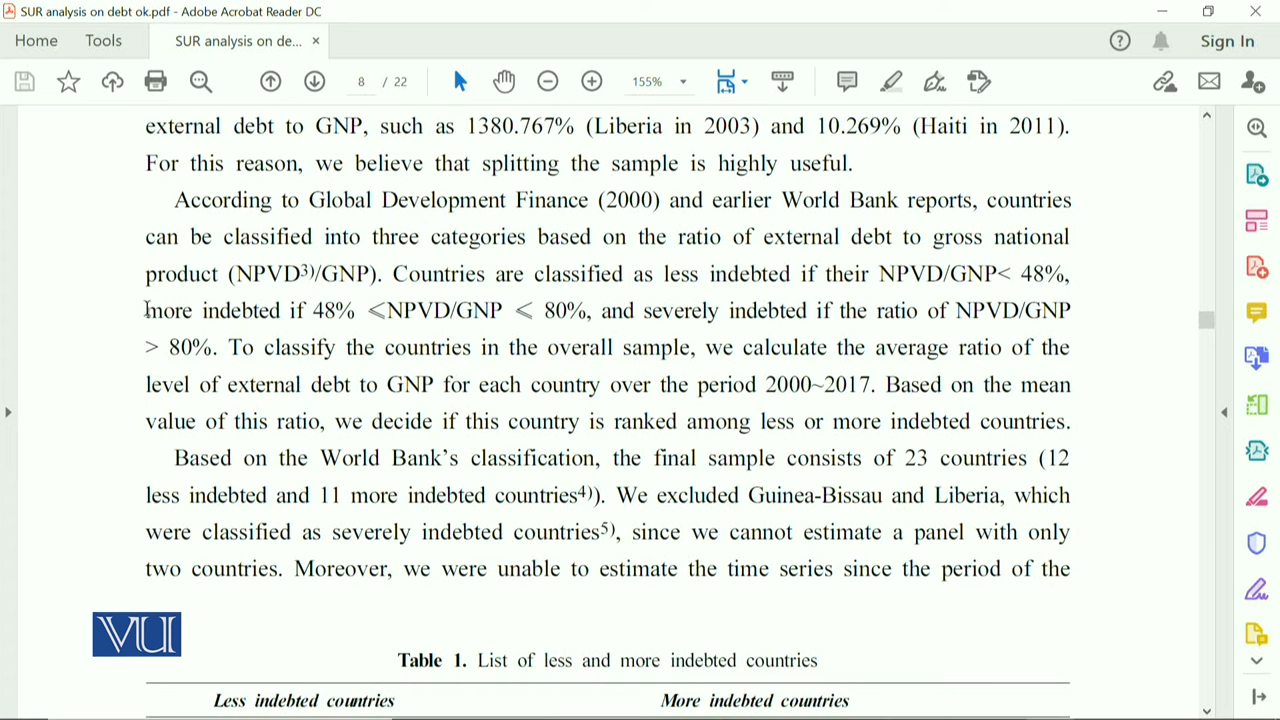 SUR analysis on debt ok.pdf - Adobe Acrobat Reader DC
Home Tools SUR analysis on de... × Sign In
8 / 22 155%
external debt to GNP, such as 1380.767% (Liberia in 2003) and 10.269% (Haiti in 2011).
For this reason, we believe that splitting the sample is highly useful.
According to Global Development Finance (2000) and earlier World Bank reports, countries
can be classified into three categories based on the ratio of external debt to gross national
product (NPVD3)/GNP). Countries are classified as less indebted if their NPVD/GNP< 48%,
more indebted if 48% ⩽NPVD/GNP ⩽ 80%, and severely indebted if the ratio of NPVD/GNP
> 80%. To classify the countries in the overall sample, we calculate the average ratio of the
level of external debt to GNP for each country over the period 2000~2017. Based on the mean
value of this ratio, we decide if this country is ranked among less or more indebted countries.
Based on the World Bank's classification, the final sample consists of 23 countries (12
less indebted and 11 more indebted countries4)). We excluded Guinea-Bissau and Liberia, which
were classified as severely indebted countries5), since we cannot estimate a panel with only
two countries. Moreover, we were unable to estimate the time series since the period of the
VU
Table 1. List of less and more indebted countries
Less indebted countries More indebted countries